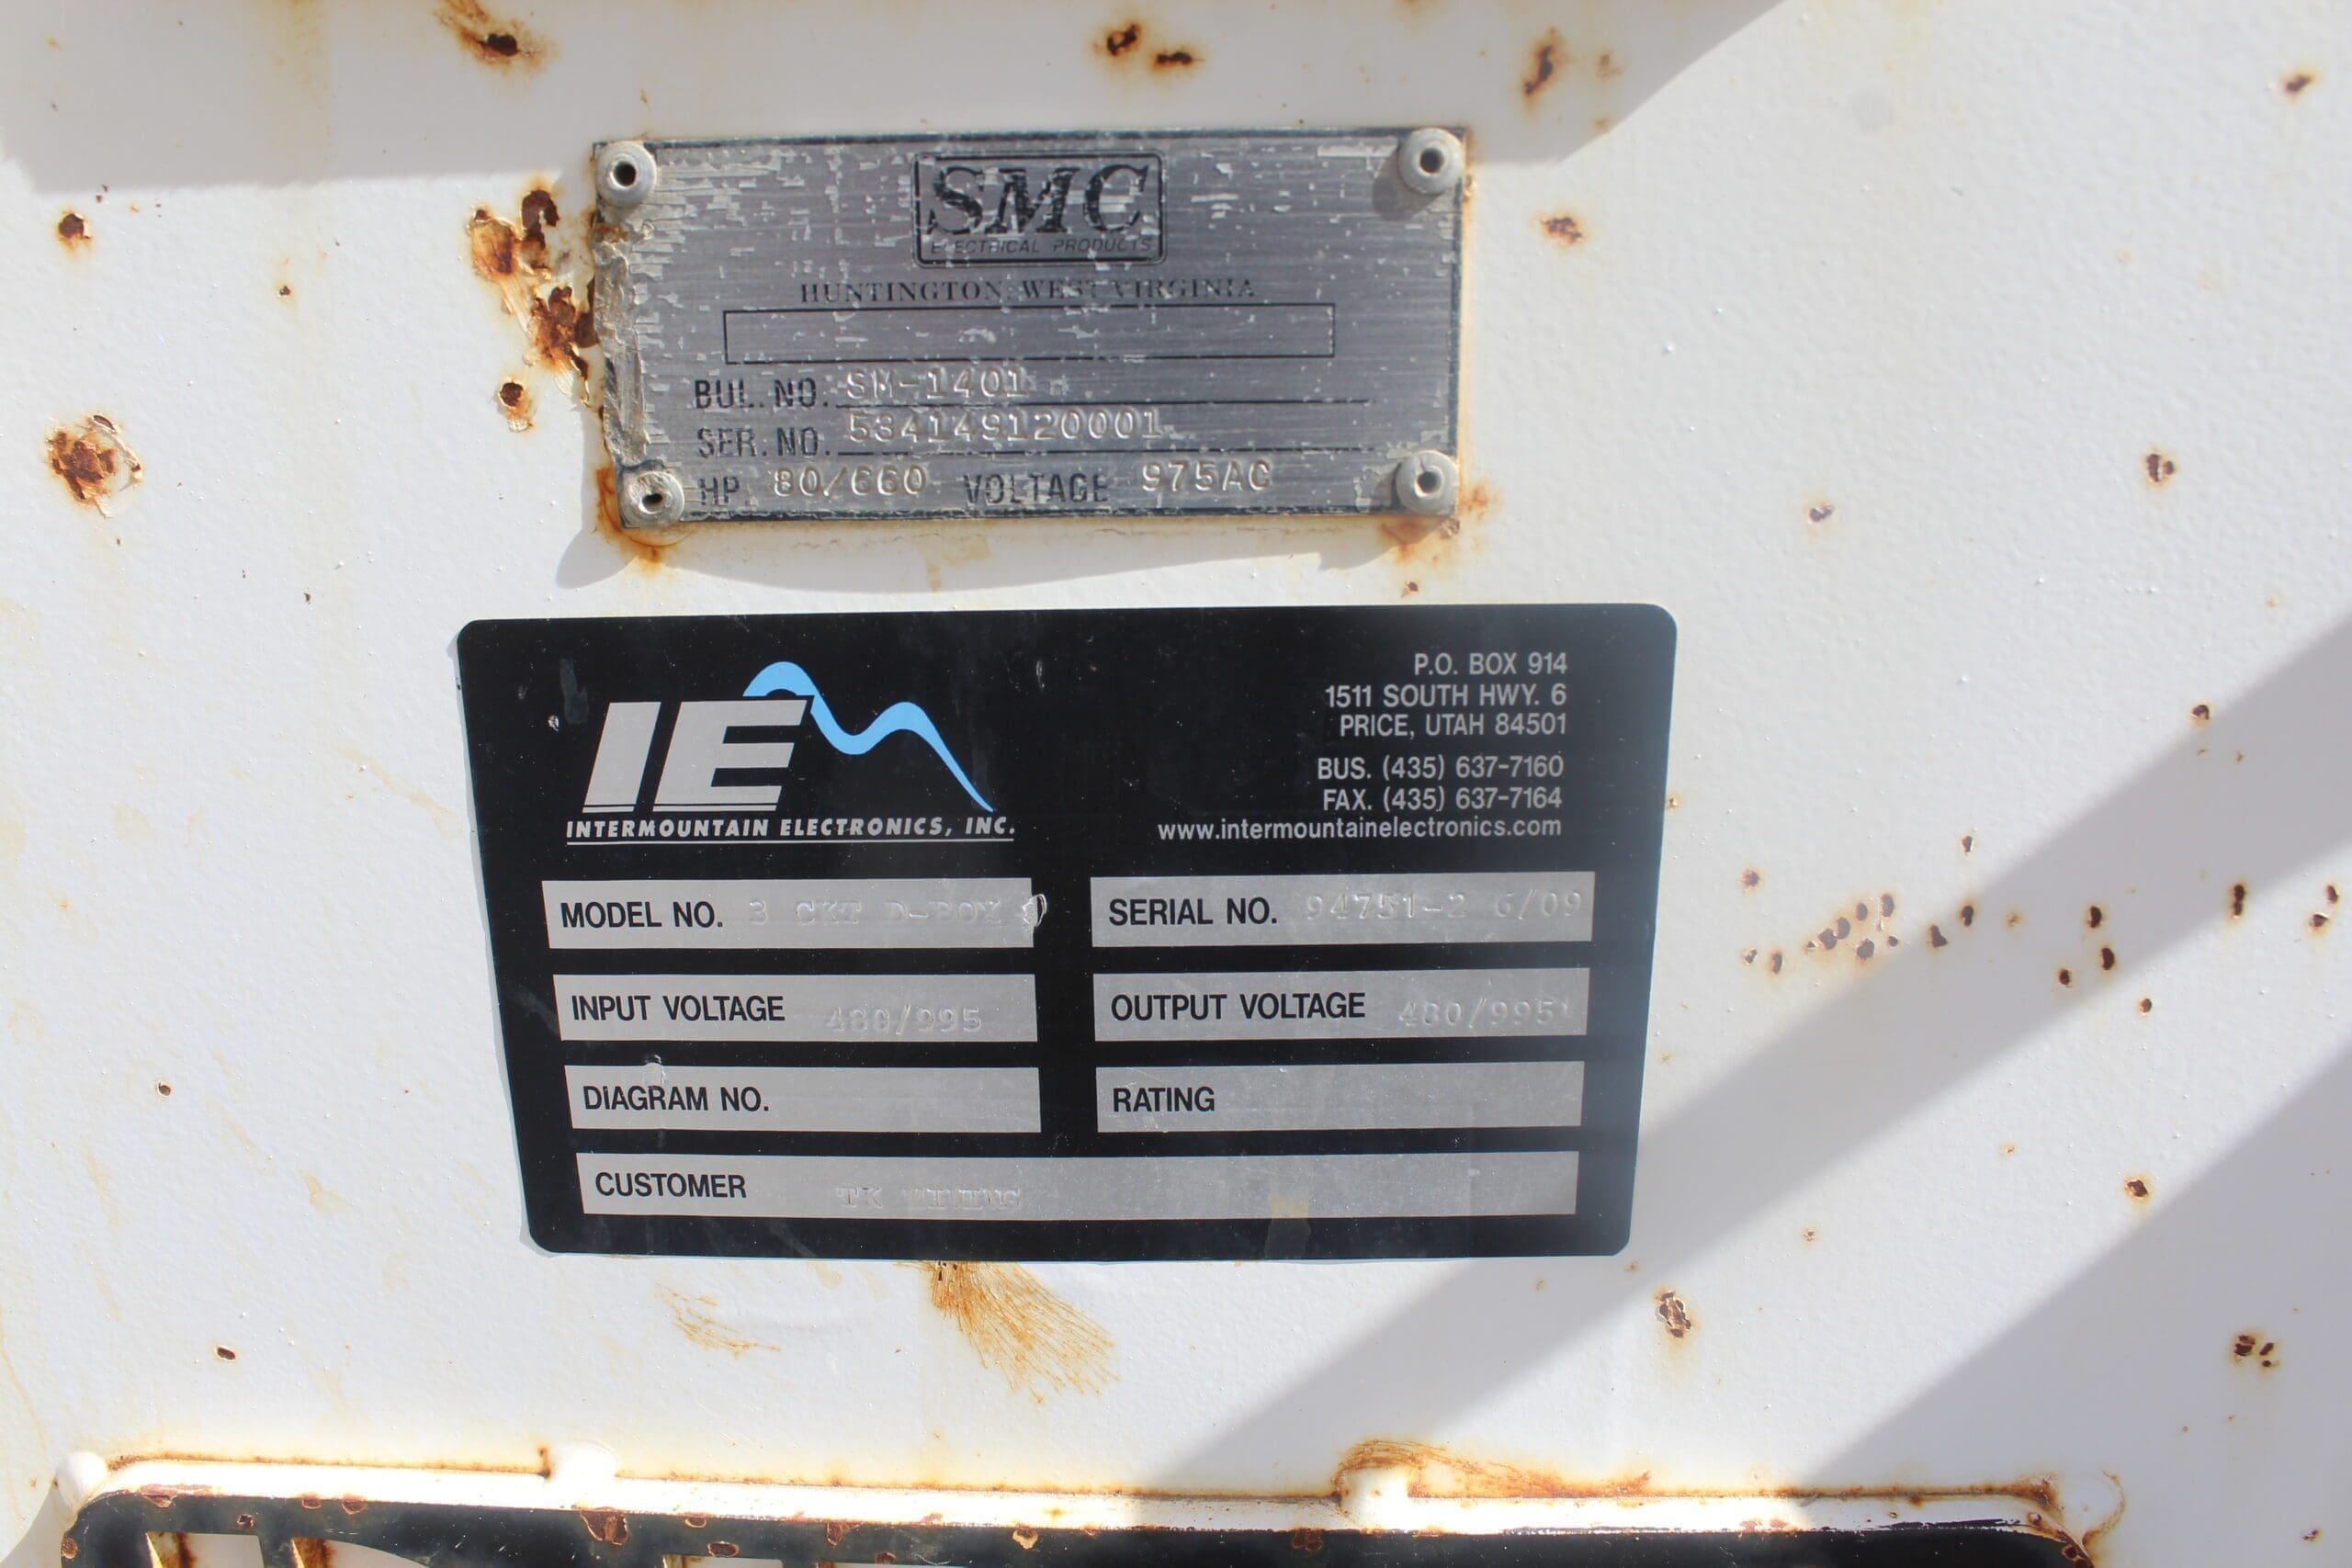 SMC
ELECTRICAL PRODUCTS
HUNTINGTON, WEST VIRGINIA
BUL. NO. SM-1401
SER. NO. 534149120001
HP. 80/660 VOLTAGE 975AC
IE
INTERMOUNTAIN ELECTRONICS, INC.
P.O. BOX 914
1511 SOUTH HWY. 6
PRICE, UTAH 84501
BUS. (435) 637-7160
FAX. (435) 637-7164
www.intermountainelectronics.com
MODEL NO. 3 CKT D-BOX
SERIAL NO. 94751-2 6/09
INPUT VOLTAGE 480/995
OUTPUT VOLTAGE 480/995
DIAGRAM NO.
RATING
CUSTOMER TK